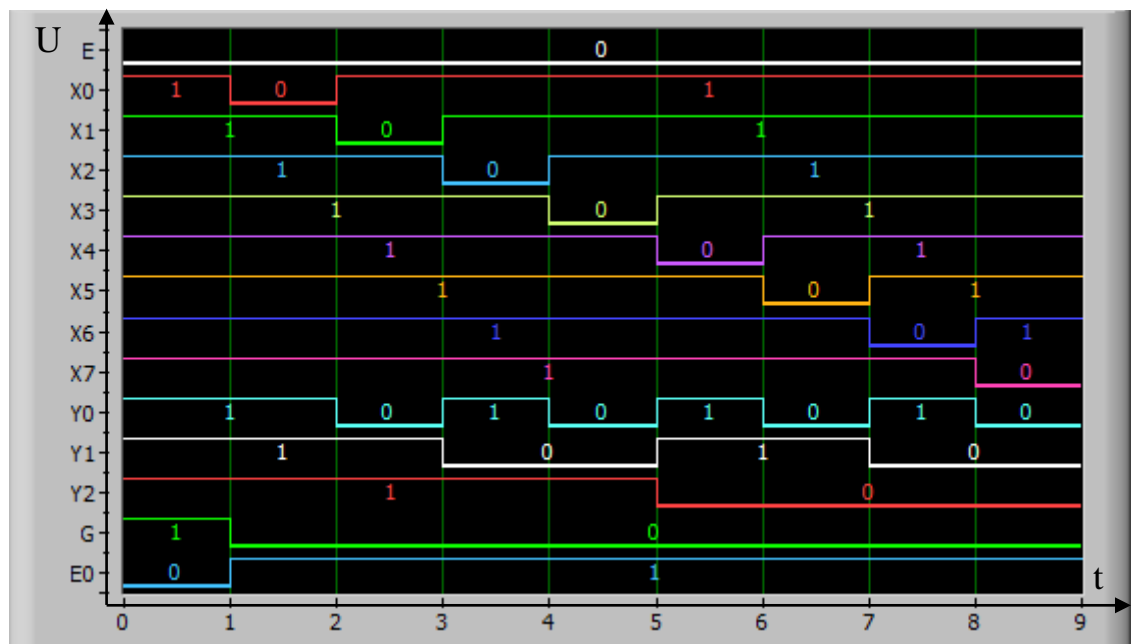 U
E 0
X0 1 0 1
X1 1 0 1
X2 1 0 1
X3 1 0 1
X4 1 0 1
X5 1 0 1
X6 1 0 1
X7 1 0
Y0 1 0 1 0 1 0 1 0
Y1 1 0 1 0
Y2 1 0
G 1 0
E0 0 1
t
0 1 2 3 4 5 6 7 8 9